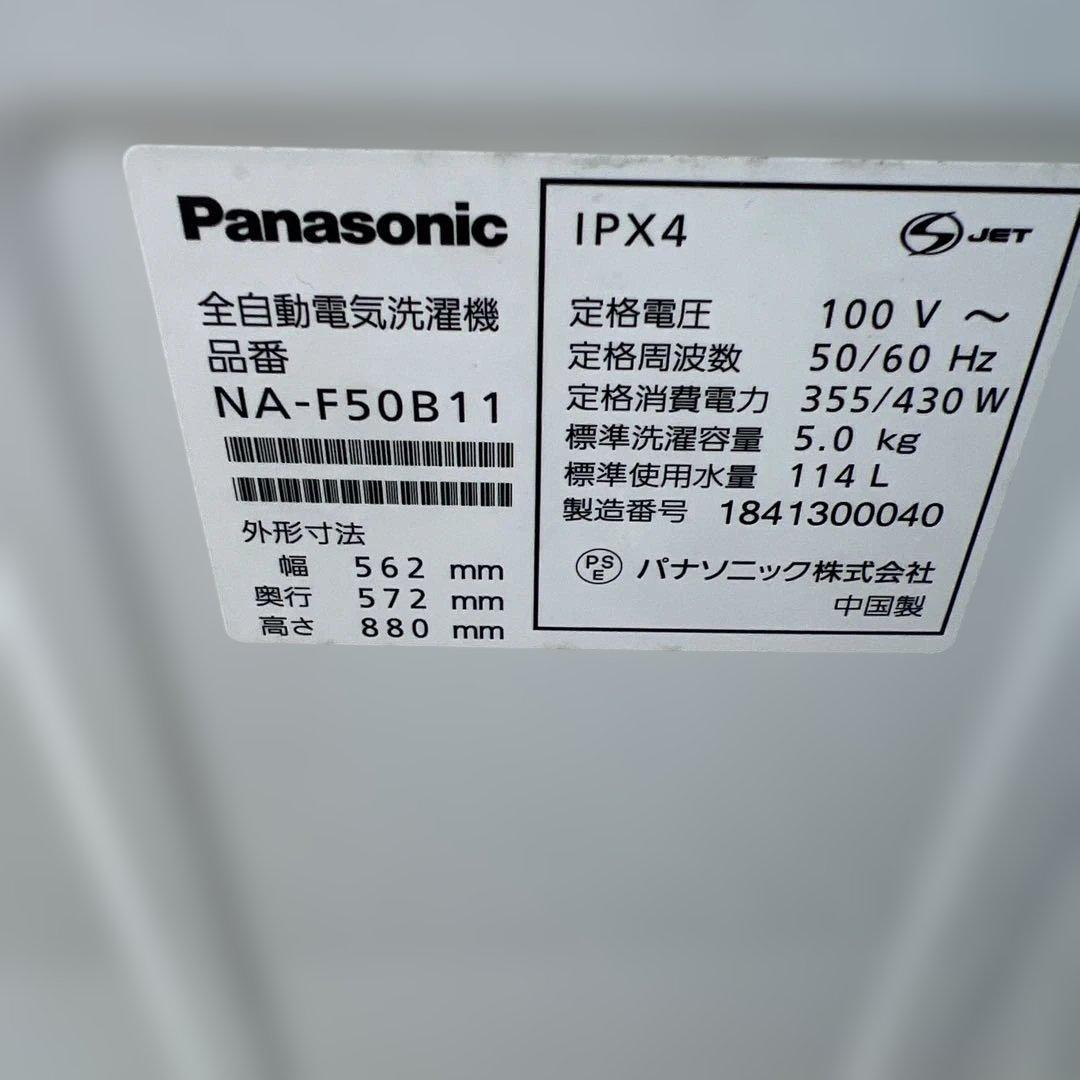 Panasonic
全自動電気洗濯機
品番
NA-F50B11
外形寸法
幅 562 mm
奥行 572 mm
高さ 880 mm
IPX4
S JET
定格電圧 100 V ～
定格周波数 50/60 Hz
定格消費電力 355/430 W
標準洗濯容量 5.0 kg
標準使用水量 114 L
製造番号 1841300040
PSE パナソニック株式会社
中国製